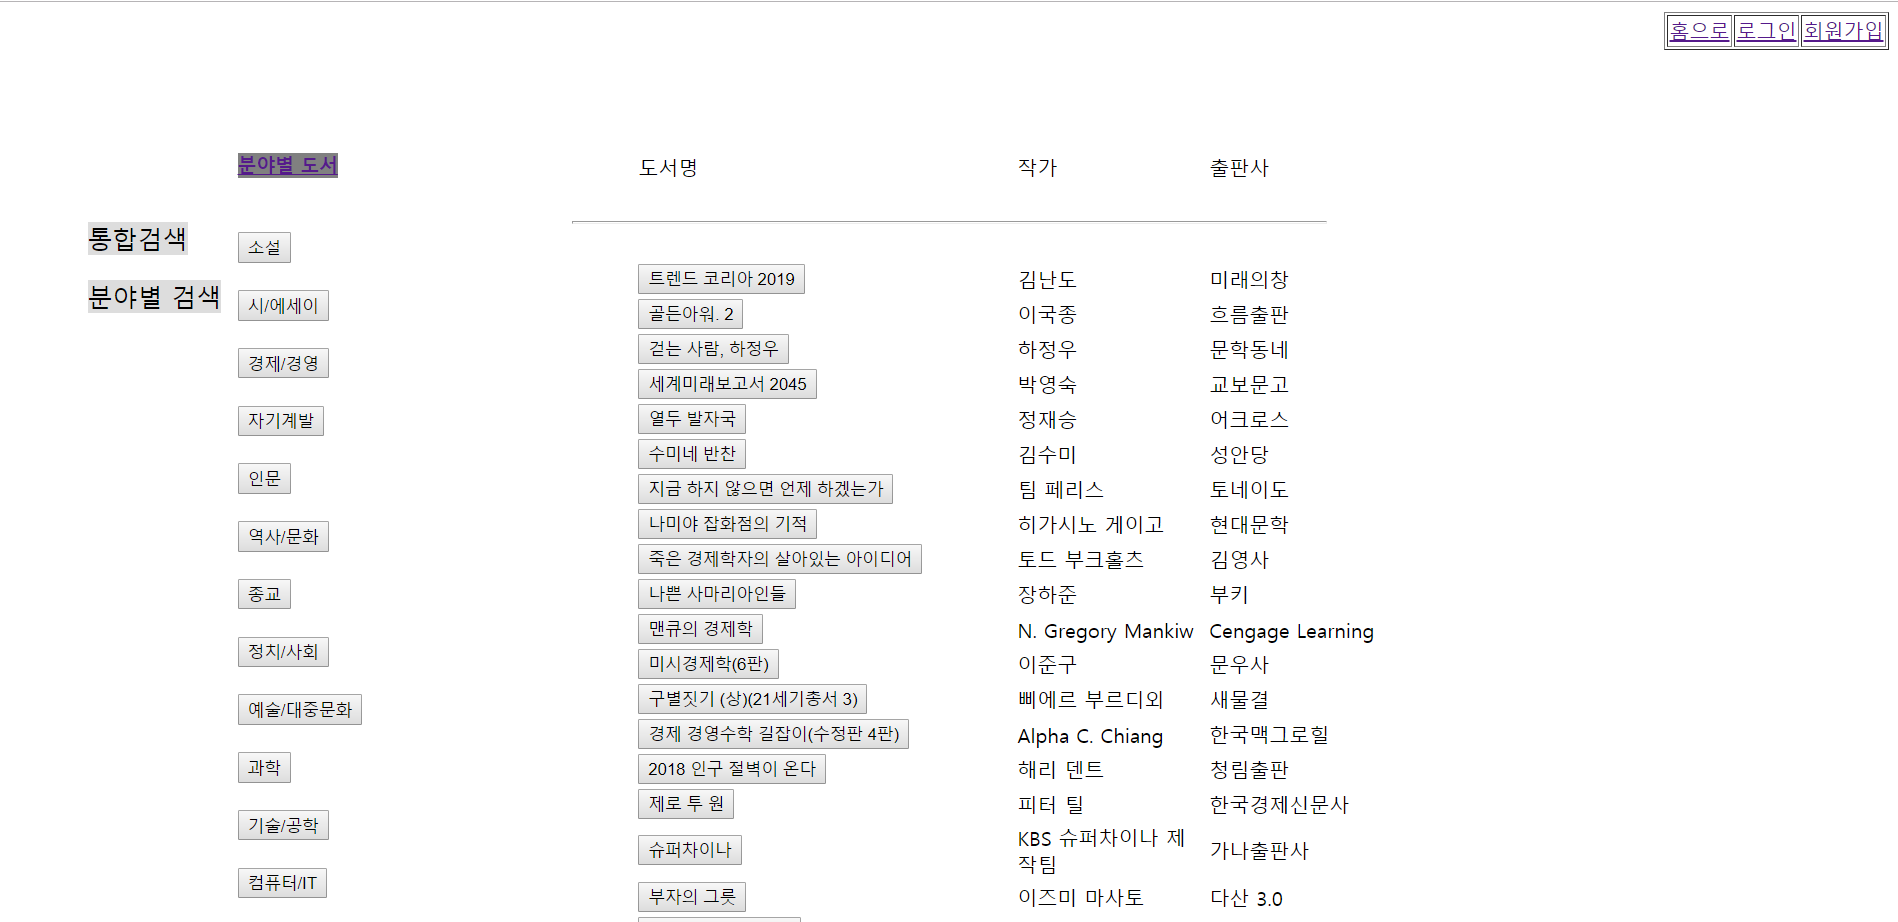 홈으로 로그인 회원가입
분야별 도서
통합검색
분야별 검색
소설
시/에세이
경제/경영
자기계발
인문
역사/문화
종교
정치/사회
예술/대중문화
과학
기술/공학
컴퓨터/IT
도서명 작가 출판사
트렌드 코리아 2019 김난도 미래의창
골든아워. 2 이국종 흐름출판
걷는 사람, 하정우 하정우 문학동네
세계미래보고서 2045 박영숙 교보문고
열두 발자국 정재승 어크로스
수미네 반찬 김수미 성안당
지금 하지 않으면 언제 하겠는가 팀 페리스 토네이도
나미야 잡화점의 기적 히가시노 게이고 현대문학
죽은 경제학자의 살아있는 아이디어 토드 부크홀츠 김영사
나쁜 사마리아인들 장하준 부키
맨큐의 경제학 N. Gregory Mankiw Cengage Learning
미시경제학(6판) 이준구 문우사
구별짓기 (상)(21세기총서 3) 삐에르 부르디외 새물결
경제 경영수학 길잡이(수정판 4판) Alpha C. Chiang 한국맥그로힐
2018 인구 절벽이 온다 해리 덴트 청림출판
제로 투 원 피터 틸 한국경제신문사
슈퍼차이나 KBS 슈퍼차이나 제
작팀 가나출판사
부자의 그릇 이즈미 마사토 다산 3.0